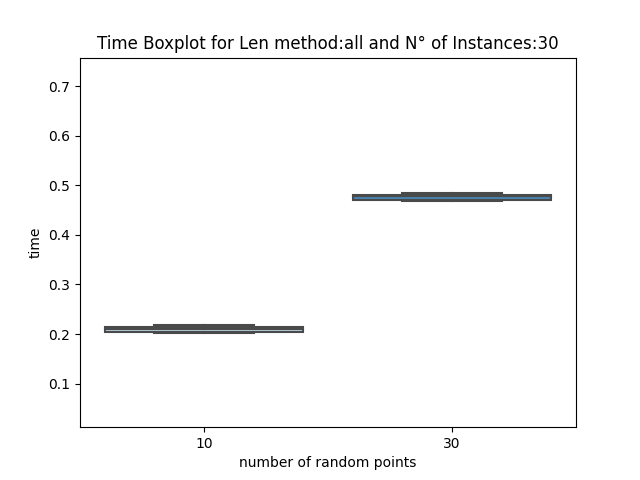 Time Boxplot for Len method:all and N° of Instances:30
0.7
0.6
0.5
0.4
0.3
0.2
0.1
time
10 30
number of random points